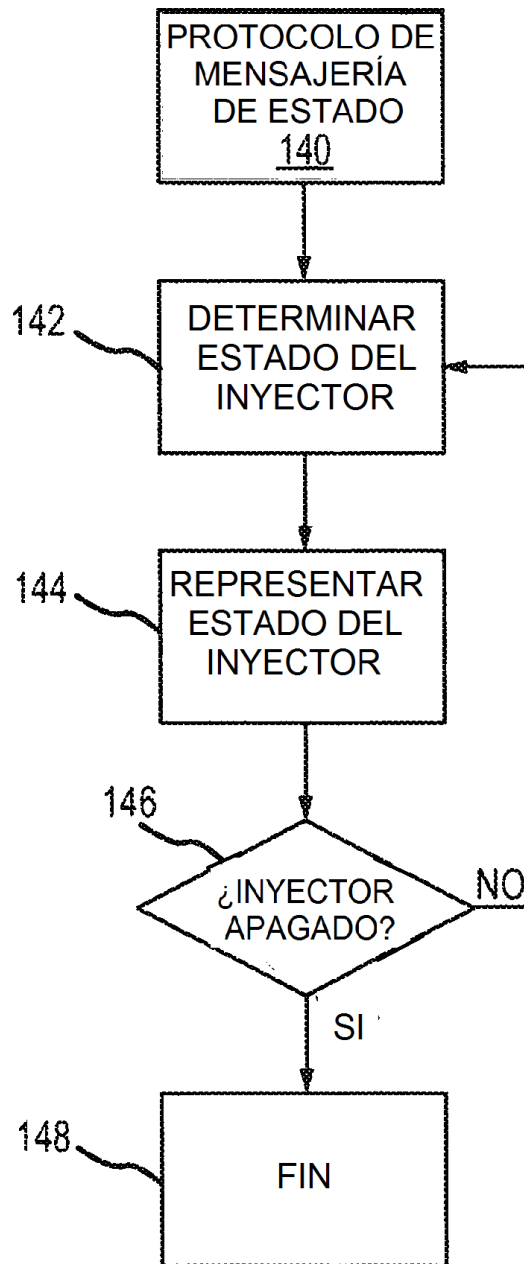 PROTOCOLO DE
MENSAJERÍA
DE ESTADO
140
142
DETERMINAR
ESTADO DEL
INYECTOR
144
REPRESENTAR
ESTADO DEL
INYECTOR
146
¿INYECTOR
APAGADO?
NO
SI
148
FIN